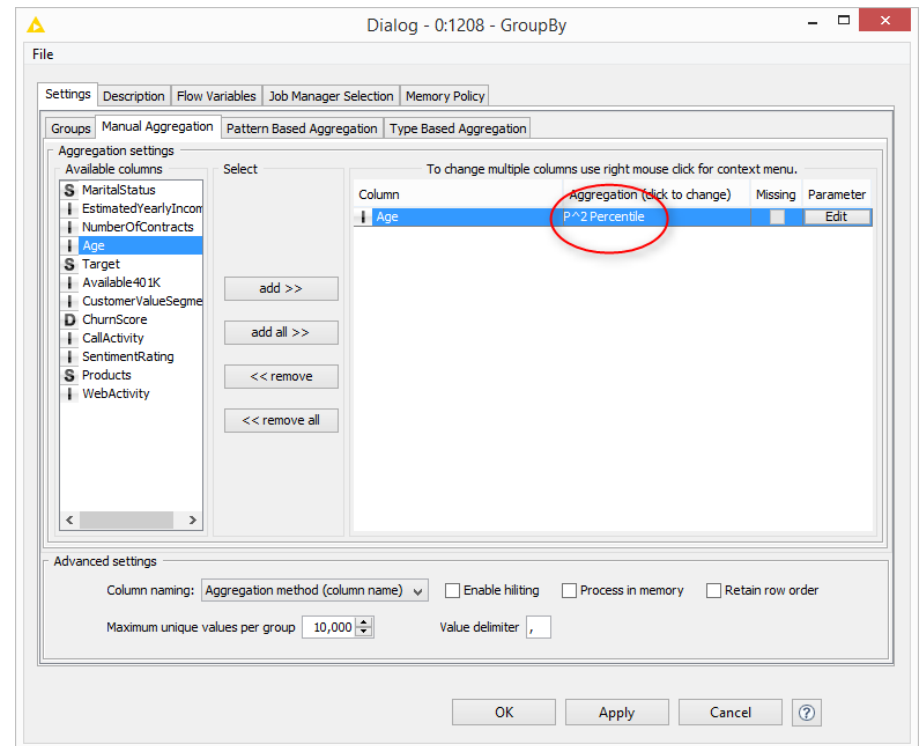 Dialog - 0:1208 - GroupBy
File
Settings Description Flow Variables Job Manager Selection Memory Policy
Groups Manual Aggregation Pattern Based Aggregation Type Based Aggregation
Aggregation settings
Available columns
S MaritalStatus
I EstimatedYearlyIncom
I NumberOfContracts
I Age
S Target
I Available401K
I CustomerValueSegme
D ChurnScore
I CallActivity
I SentimentRating
S Products
I WebActivity
Select
add >>
add all >>
<< remove
<< remove all
To change multiple columns use right mouse click for context menu.
Column Aggregation (click to change) Missing Parameter
I Age P^2 Percentile Edit
Advanced settings
Column naming: Aggregation method (column name) Enable hiliting Process in memory Retain row order
Maximum unique values per group 10,000 Value delimiter ,
OK Apply Cancel ?